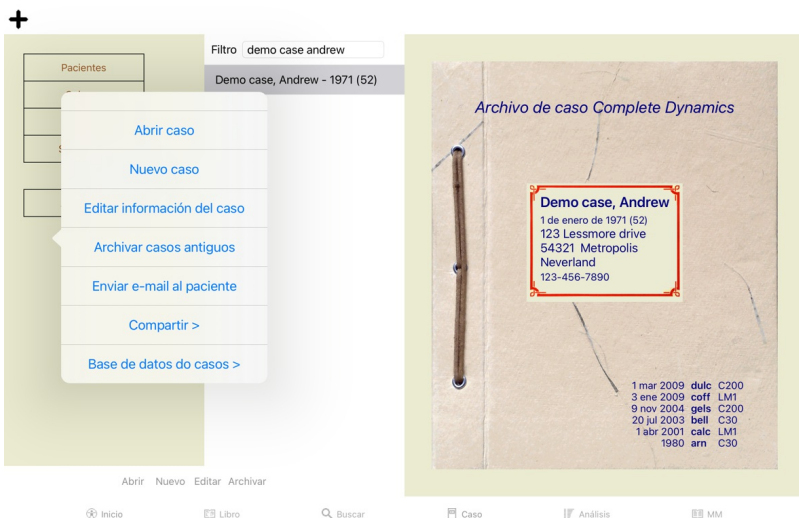 Filtro demo case andrew
Pacientes
Demo case, Andrew - 1971 (52)
Abrir caso
Nuevo caso
Editar información del caso
Archivar casos antiguos
Enviar e-mail al paciente
Compartir >
Base de datos do casos >
Archivo de caso Complete Dynamics
Demo case, Andrew
1 de enero de 1971 (52)
123 Lessmore drive
54321 Metropolis
Neverland
123-456-7890
1 mar 2009 dulc C200
3 ene 2009 coff LM1
9 nov 2004 gels C200
20 jul 2003 bell C30
1 abr 2001 calc LM1
1980 arn C30
Abrir Nuevo Editar Archivar
Inicio Libro Buscar Caso Análisis MM